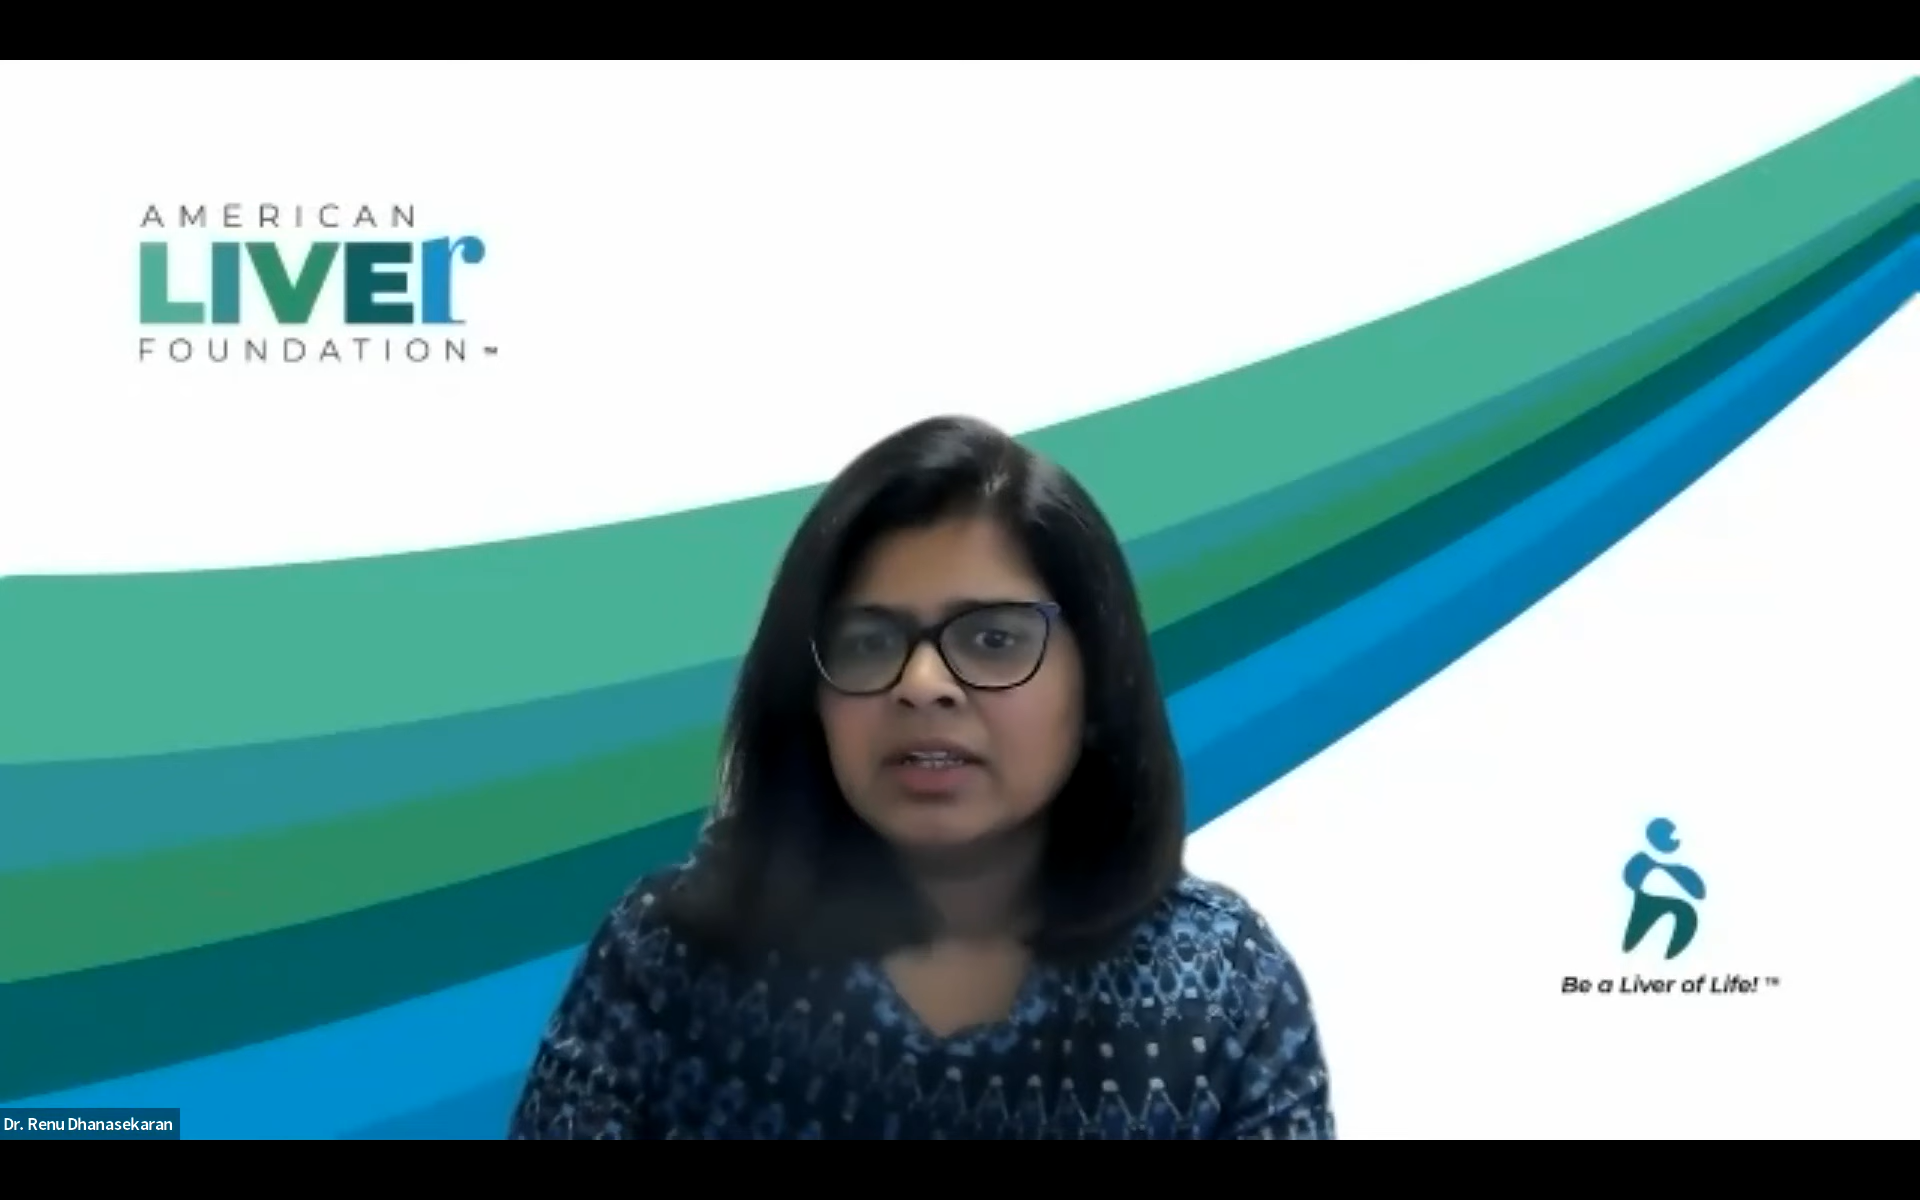 AMERICAN
LIVEr
FOUNDATION™
Be a Liver of Life! ™
Dr. Renu Dhanasekaran